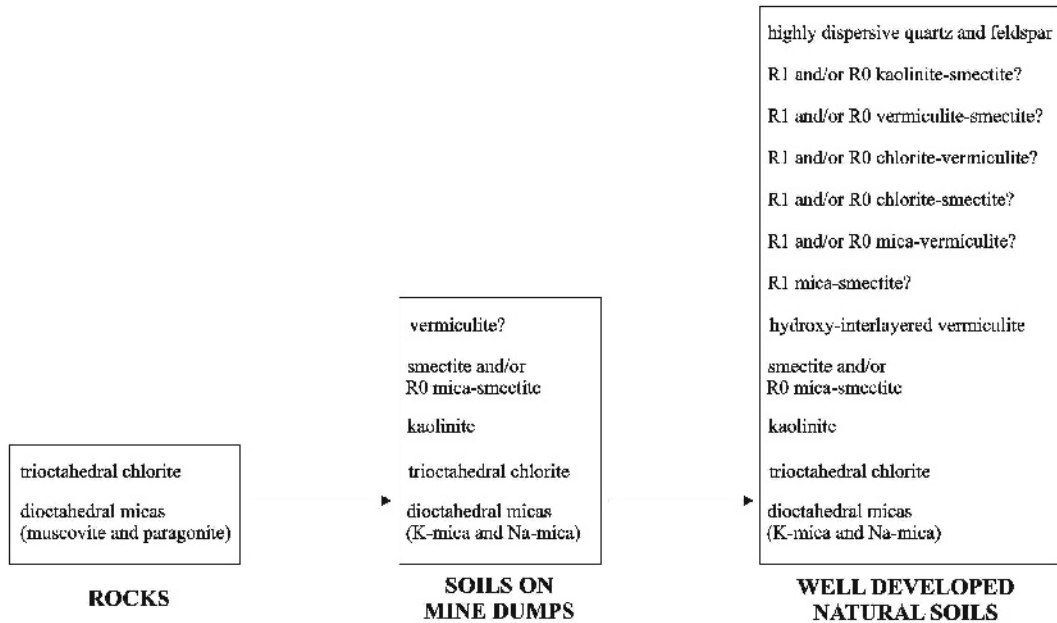 trioctahedral chlorite
dioctahedral micas
(muscovite and paragonite)
ROCKS
vermiculite?
smectite and/or
R0 mica-smectite
kaolinite
trioctahedral chlorite
dioctahedral micas
(K-mica and Na-mica)
SOILS ON
MINE DUMPS
highly dispersive quartz and feldspar
R1 and/or R0 kaolinite-smectite?
R1 and/or R0 vermiculite-smectite?
R1 and/or R0 chlorite-vermiculite?
R1 and/or R0 chlorite-smectite?
R1 and/or R0 mica-vermiculite?
R1 mica-smectite?
hydroxy-interlayered vermiculite
smectite and/or
R0 mica-smectite
kaolinite
trioctahedral chlorite
dioctahedral micas
(K-mica and Na-mica)
WELL DEVELOPED
NATURAL SOILS